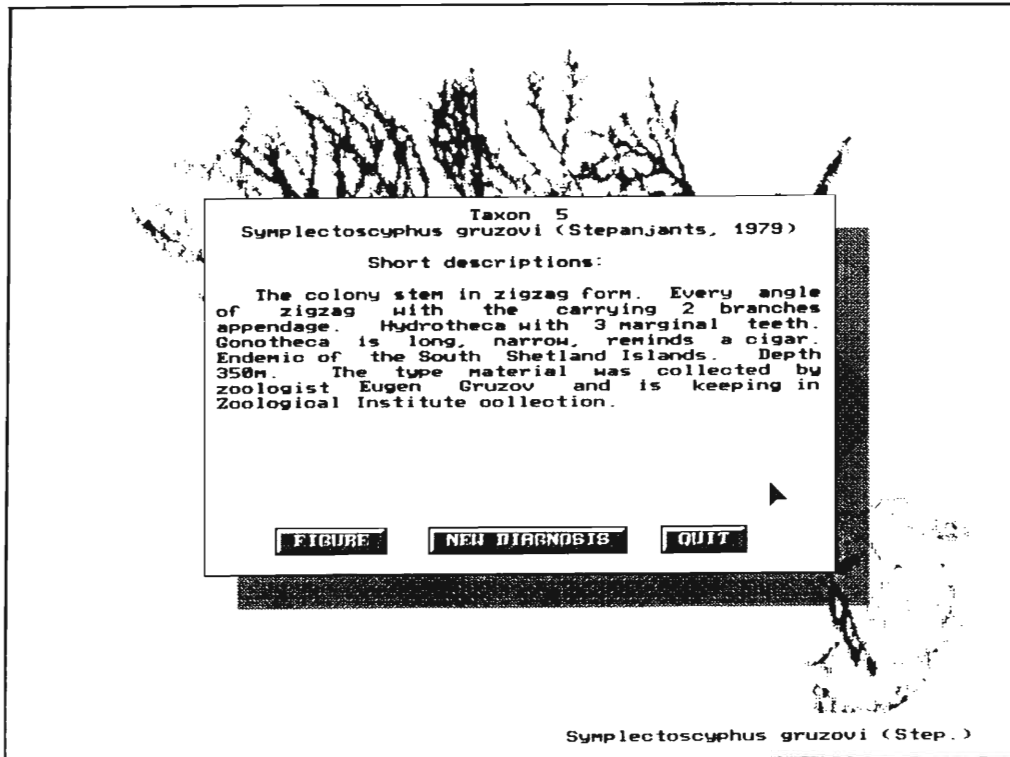 Taxon 5
Symplectoscyphus gruzovi (Stepanjants, 1979)
Short descriptions:
The colony stem in zigzag form. Every angle
of zigzag with the carrying 2 branches
appendage. Hydrotheca with 3 marginal teeth.
Gonotheca is long, narrow, reminds a cigar.
Endemic of the South Shetland Islands. Depth
350m. The type material was collected by
zoologist Eugen Gruzov and is keeping in
Zoological Institute collection.
FIGURE NEW DIAGNOSIS QUIT
Symplectoscyphus gruzovi (Step.)